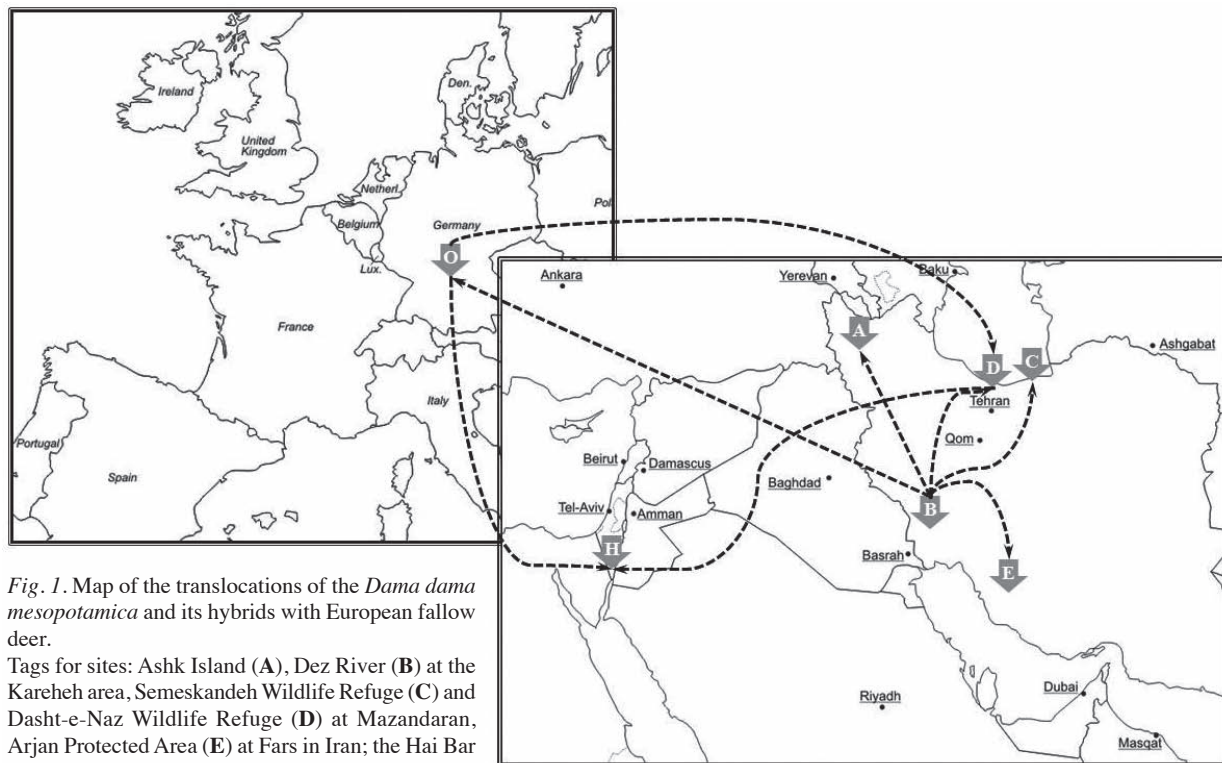 Ireland
United
Kingdom
Den.
Netherl.
Belgium
Lux.
Germany
Pol
France
Italy
Portugal
Spain
O
Ankara
Yerevan
Baku
Ashgabat
A
D
C
Tehran
Qom
Beirut
Damascus
Baghdad
B
Tel-Aviv
Amman
H
Basrah
E
Riyadh
Dubai
Masqat
Fig. 1. Map of the translocations of the Dama dama
mesopotamica and its hybrids with European fallow
deer.
Tags for sites: Ashk Island (A), Dez River (B) at the
Kareheh area, Semeskandeh Wildlife Refuge (C) and
Dasht-e-Naz Wildlife Refuge (D) at Mazandaran,
Arjan Protected Area (E) at Fars in Iran; the Hai Bar